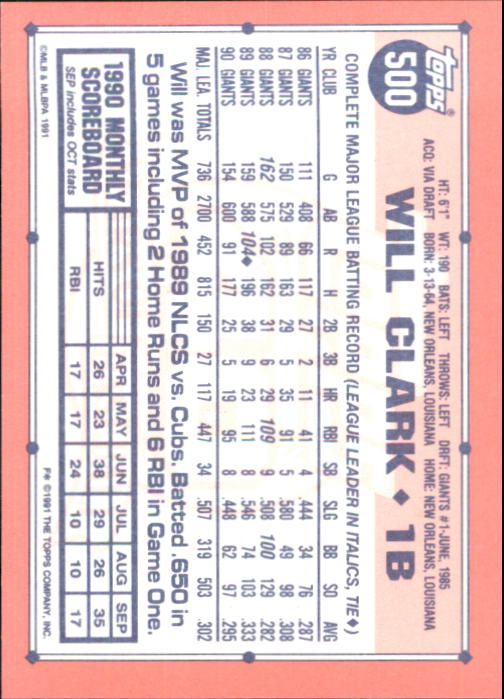 Topps®
500
HT: 6'1" WT: 190 BATS: LEFT THROWS: LEFT DRFT: GIANTS #1-JUNE, 1985
ACQ: VIA DRAFT BORN: 3-13-64, NEW ORLEANS, LOUISIANA HOME: NEW ORLEANS, LOUISIANA
WILL CLARK ◆ 1B
COMPLETE MAJOR LEAGUE BATTING RECORD (LEAGUE LEADER IN ITALICS, TIE◆)
YR CLUB G AB R H 2B 3B HR RBI SB SLG BB SO AVG
86 GIANTS 111 408 66 117 27 2 11 41 4 .444 34 76 .287
87 GIANTS 150 529 89 163 29 5 35 91 5 .580 49 98 .308
88 GIANTS 162 575 102 162 31 6 29 109 9 .508 100 129 .282
89 GIANTS 159 588 104◆ 196 38 9 23 111 8 .546 74 103 .333
90 GIANTS 154 600 91 177 25 5 19 95 8 .448 62 97 .295
MAJ. LEA. TOTALS 736 2700 452 815 150 27 117 447 34 .507 319 503 .302
Will was MVP of 1989 NLCS vs. Cubs. Batted .650 in
5 games including 2 Home Runs and 6 RBI in Game One.
1990 MONTHLY
SCOREBOARD
SEP includes OCT stats
APR MAY JUN JUL AUG SEP
HITS 26 23 38 29 26 35
RBI 17 17 24 10 10 17
©MLB & MLBPA 1991
F* ©1991 THE TOPPS COMPANY, INC.